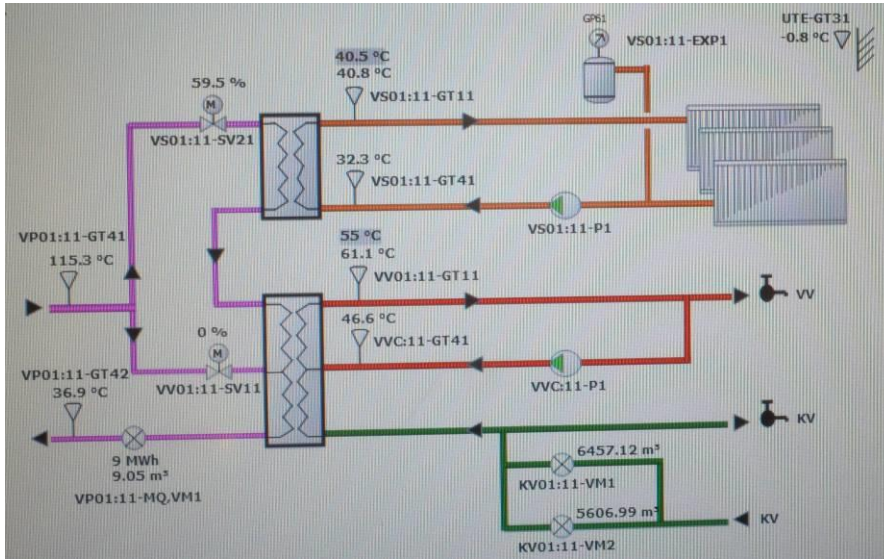 GP61
UTE-GT31
-0.8 °C
VS01:11-EXP1
40.5 °C
40.8 °C
59.5 %
M
VS01:11-GT11
VS01:11-SV21
32.3 °C
VS01:11-GT41
VS01:11-P1
VP01:11-GT41
115.3 °C
55 °C
61.1 °C
VV01:11-GT11
VV
0 %
M
46.6 °C
VVC:11-GT41
VP01:11-GT42
36.9 °C
VV01:11-SV11
VVC:11-P1
KV
9 MWh
9.05 m³
VP01:11-MQ,VM1
6457.12 m³
KV01:11-VM1
5606.99 m³
KV
KV01:11-VM2